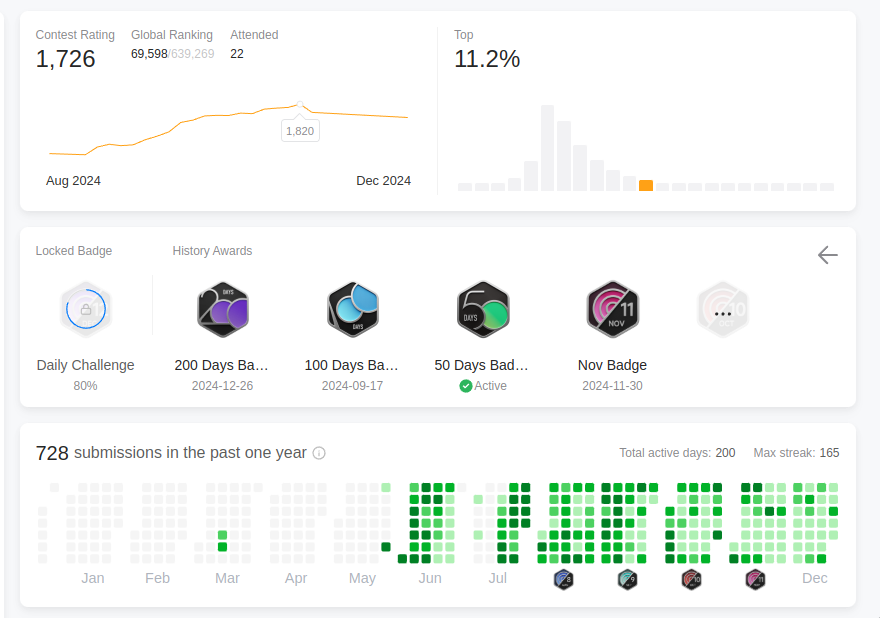 Contest Rating
Global Ranking
Attended
1,726
69,598/639,269
22
1,820
Aug 2024
Dec 2024
Top
11.2%
Locked Badge
History Awards
Daily Challenge
80%
200 DAYS
200 Days Ba…
2024-12-26
DAYS
100 Days Ba…
2024-09-17
50 DAYS
50 Days Bad…
Active
11
NOV
Nov Badge
2024-11-30
10
OCT
...
728 submissions in the past one year
Total active days: 200
Max streak: 165
Jan
Feb
Mar
Apr
May
Jun
Jul
8
9
10
11
Dec